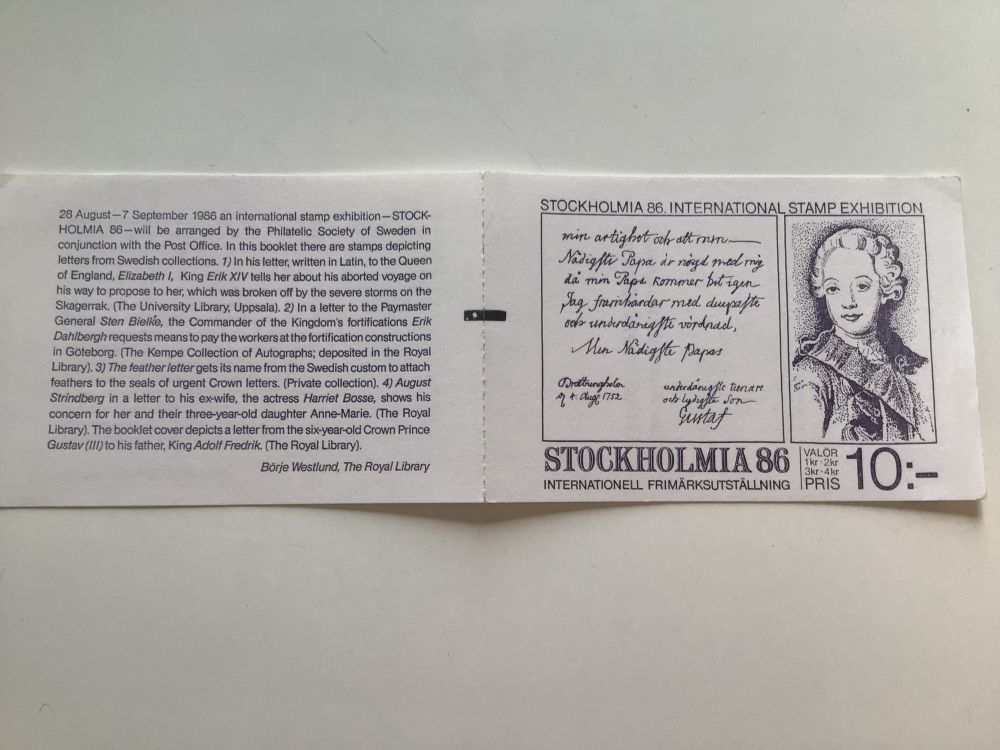 28 August—7 September 1986 an international stamp exhibition—STOCK-
HOLMIA 86—will be arranged by the Philatelic Society of Sweden in
conjunction with the Post Office. In this booklet there are stamps depicting
letters from Swedish collections. 1) In his letter, written in Latin, to the Queen
of England, Elizabeth I, King Erik XIV tells her about his aborted voyage on
his way to propose to her, which was broken off by the severe storms on the
Skagerrak. (The University Library, Uppsala). 2) In a letter to the Paymaster
General Sten Bielke, the Commander of the Kingdom's fortifications Erik
Dahlbergh requests means to pay the workers at the fortification constructions
in Göteborg. (The Kempe Collection of Autographs; deposited in the Royal
Library). 3) The feather letter gets its name from the Swedish custom to attach
feathers to the seals of urgent Crown letters. (Private collection). 4) August
Strindberg in a letter to his ex-wife, the actress Harriet Bosse, shows his
concern for her and their three-year-old daughter Anne-Marie. (The Royal
Library). The booklet cover depicts a letter from the six-year-old Crown Prince
Gustav (III) to his father, King Adolf Fredrik. (The Royal Library).
Börje Westlund, The Royal Library
STOCKHOLMIA 86. INTERNATIONAL STAMP EXHIBITION
min artighet och att min
Nådigste Papa är nögd med mig
då min Papa kommer hit igen
Jag framhärdar med diupaste
och underdånigste vördnad,
Min Nådigste Papas
Drottningholm
4. Aug. 1752
underdånigste tienare
och lydigste son
Gustaf
STOCKHOLMIA 86
INTERNATIONELL FRIMÄRKSUTSTÄLLNING
VALÖR
1kr·2kr
3kr·4kr
PRIS
10:-